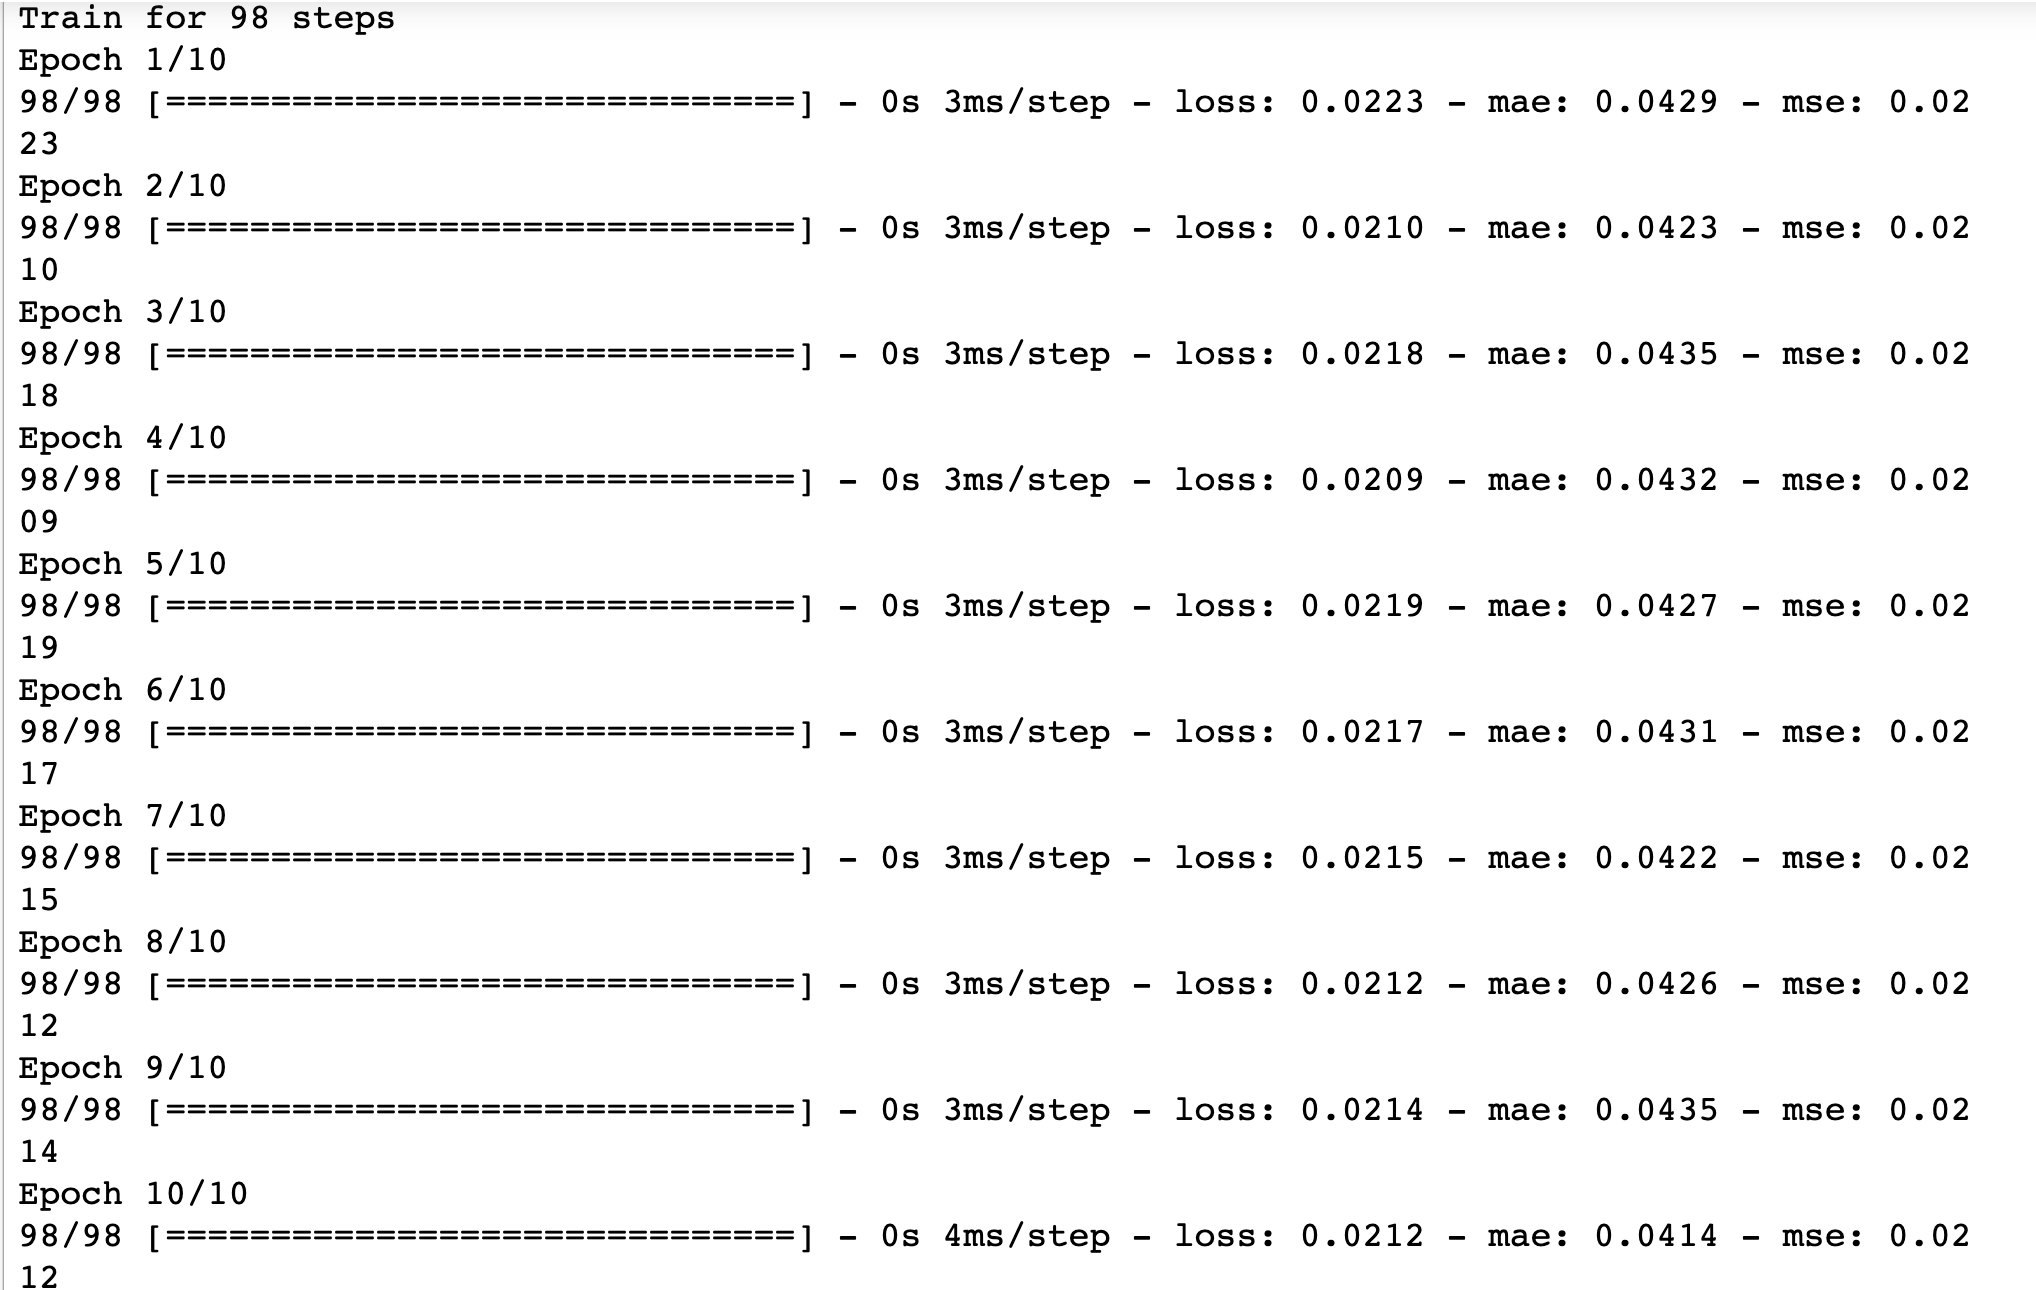 Train for 98 steps
Epoch 1/10
98/98 [==============================] - 0s 3ms/step - loss: 0.0223 - mae: 0.0429 - mse: 0.02
23
Epoch 2/10
98/98 [==============================] - 0s 3ms/step - loss: 0.0210 - mae: 0.0423 - mse: 0.02
10
Epoch 3/10
98/98 [==============================] - 0s 3ms/step - loss: 0.0218 - mae: 0.0435 - mse: 0.02
18
Epoch 4/10
98/98 [==============================] - 0s 3ms/step - loss: 0.0209 - mae: 0.0432 - mse: 0.02
09
Epoch 5/10
98/98 [==============================] - 0s 3ms/step - loss: 0.0219 - mae: 0.0427 - mse: 0.02
19
Epoch 6/10
98/98 [==============================] - 0s 3ms/step - loss: 0.0217 - mae: 0.0431 - mse: 0.02
17
Epoch 7/10
98/98 [==============================] - 0s 3ms/step - loss: 0.0215 - mae: 0.0422 - mse: 0.02
15
Epoch 8/10
98/98 [==============================] - 0s 3ms/step - loss: 0.0212 - mae: 0.0426 - mse: 0.02
12
Epoch 9/10
98/98 [==============================] - 0s 3ms/step - loss: 0.0214 - mae: 0.0435 - mse: 0.02
14
Epoch 10/10
98/98 [==============================] - 0s 4ms/step - loss: 0.0212 - mae: 0.0414 - mse: 0.02
12